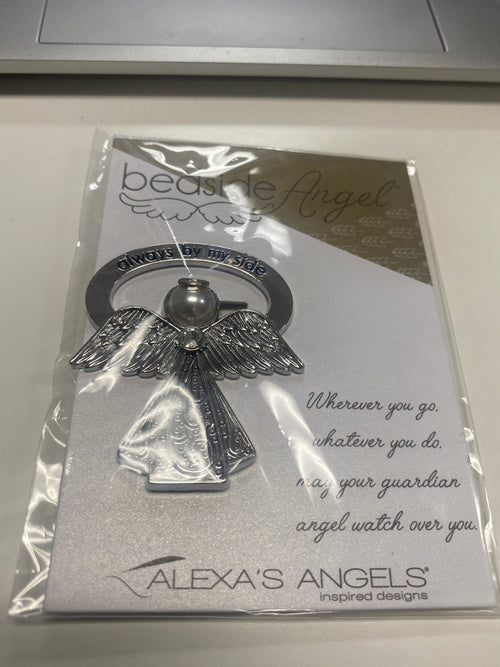 bedside Angel®
always by my side
Wherever you go,
whatever you do,
may your guardian
angel watch over you.
ALEXA'S ANGELS®
inspired designs